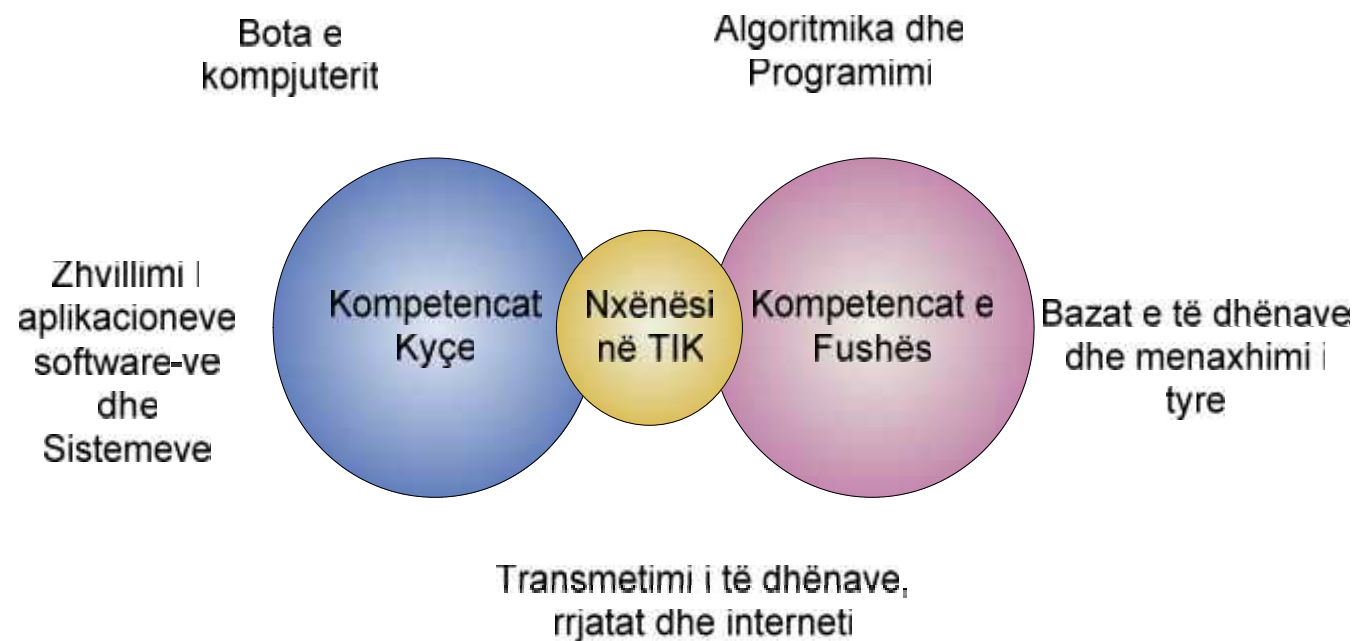 Bota e
kompjuterit
Algoritmika dhe
Programimi
Zhvillimi I
aplikacioneve
software-ve
dhe
Sistemeve
Kompetencat
Kyçe
Nxënësi
në TIK
Kompetencat e
Fushës
Bazat e të dhënave
dhe menaxhimi i
tyre
Transmetimi i të dhënave,
rrjatat dhe interneti